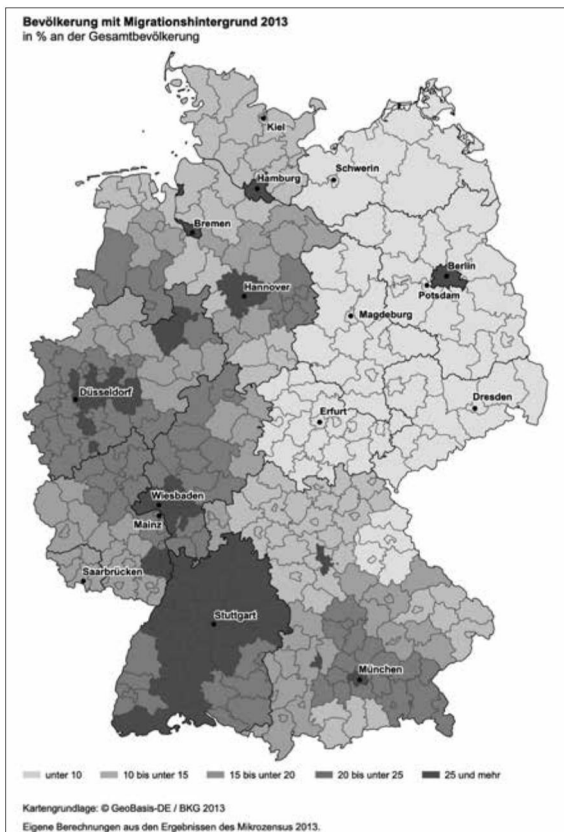 Bevölkerung mit Migrationshintergrund 2013
in % an der Gesamtbevölkerung
Kiel
Schwerin
Hamburg
Bremen
Berlin
Hannover
Potsdam
Magdeburg
Düsseldorf
Dresden
Erfurt
Wiesbaden
Mainz
Saarbrücken
Stuttgart
München
unter 10 10 bis unter 15 15 bis unter 20 20 bis unter 25 25 und mehr
Kartengrundlage: © GeoBasis-DE / BKG 2013
Eigene Berechnungen aus den Ergebnissen des Mikrozensus 2013.